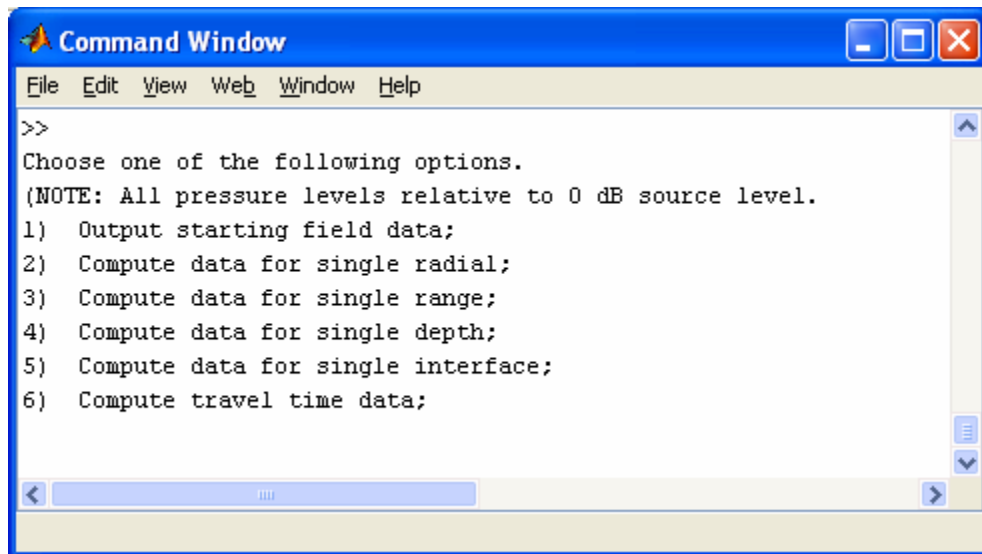 Command Window
File Edit View Web Window Help
>>
Choose one of the following options.
(NOTE: All pressure levels relative to 0 dB source level.
1) Output starting field data;
2) Compute data for single radial;
3) Compute data for single range;
4) Compute data for single depth;
5) Compute data for single interface;
6) Compute travel time data;